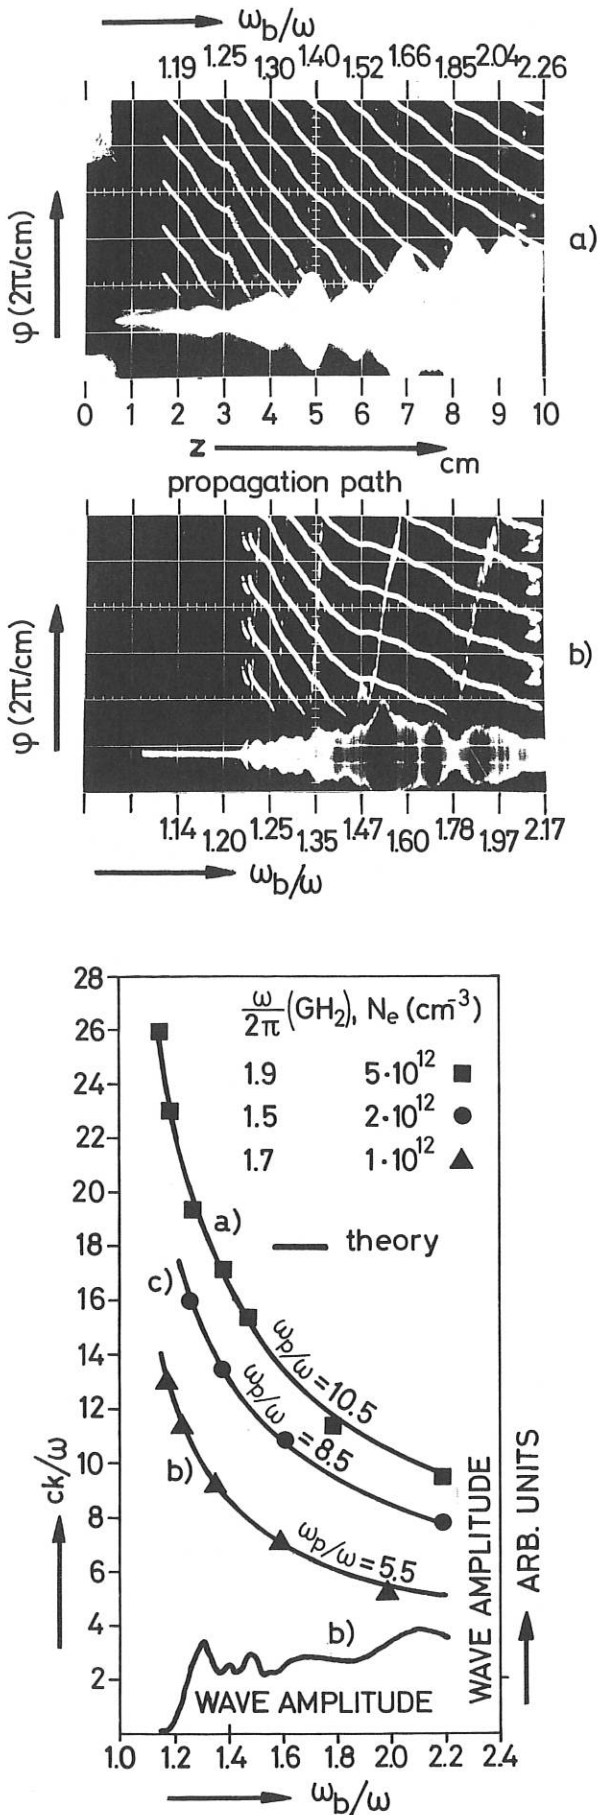 ω_b/ω
1.19 1.25 1.30 1.40 1.52 1.66 1.85 2.04 2.26
φ (2π/cm)
a)
0 1 2 3 4 5 6 7 8 9 10
z cm
propagation path
φ (2π/cm)
b)
1.14 1.20 1.25 1.35 1.47 1.60 1.78 1.97 2.17
ω_b/ω
28
26
24
22
20
18
16
14
12
10
8
6
4
2
ck/ω
ω/2π (GH₂), Nₑ (cm⁻³)
1.9 5·10¹² ■
1.5 2·10¹² ●
1.7 1·10¹² ▲
theory
a)
c)
b)
ω_p/ω = 10.5
ω_p/ω = 8.5
ω_p/ω = 5.5
b)
WAVE AMPLITUDE
WAVE AMPLITUDE
ARB. UNITS
1.0 1.2 1.4 1.6 1.8 2.0 2.2 2.4
ω_b/ω